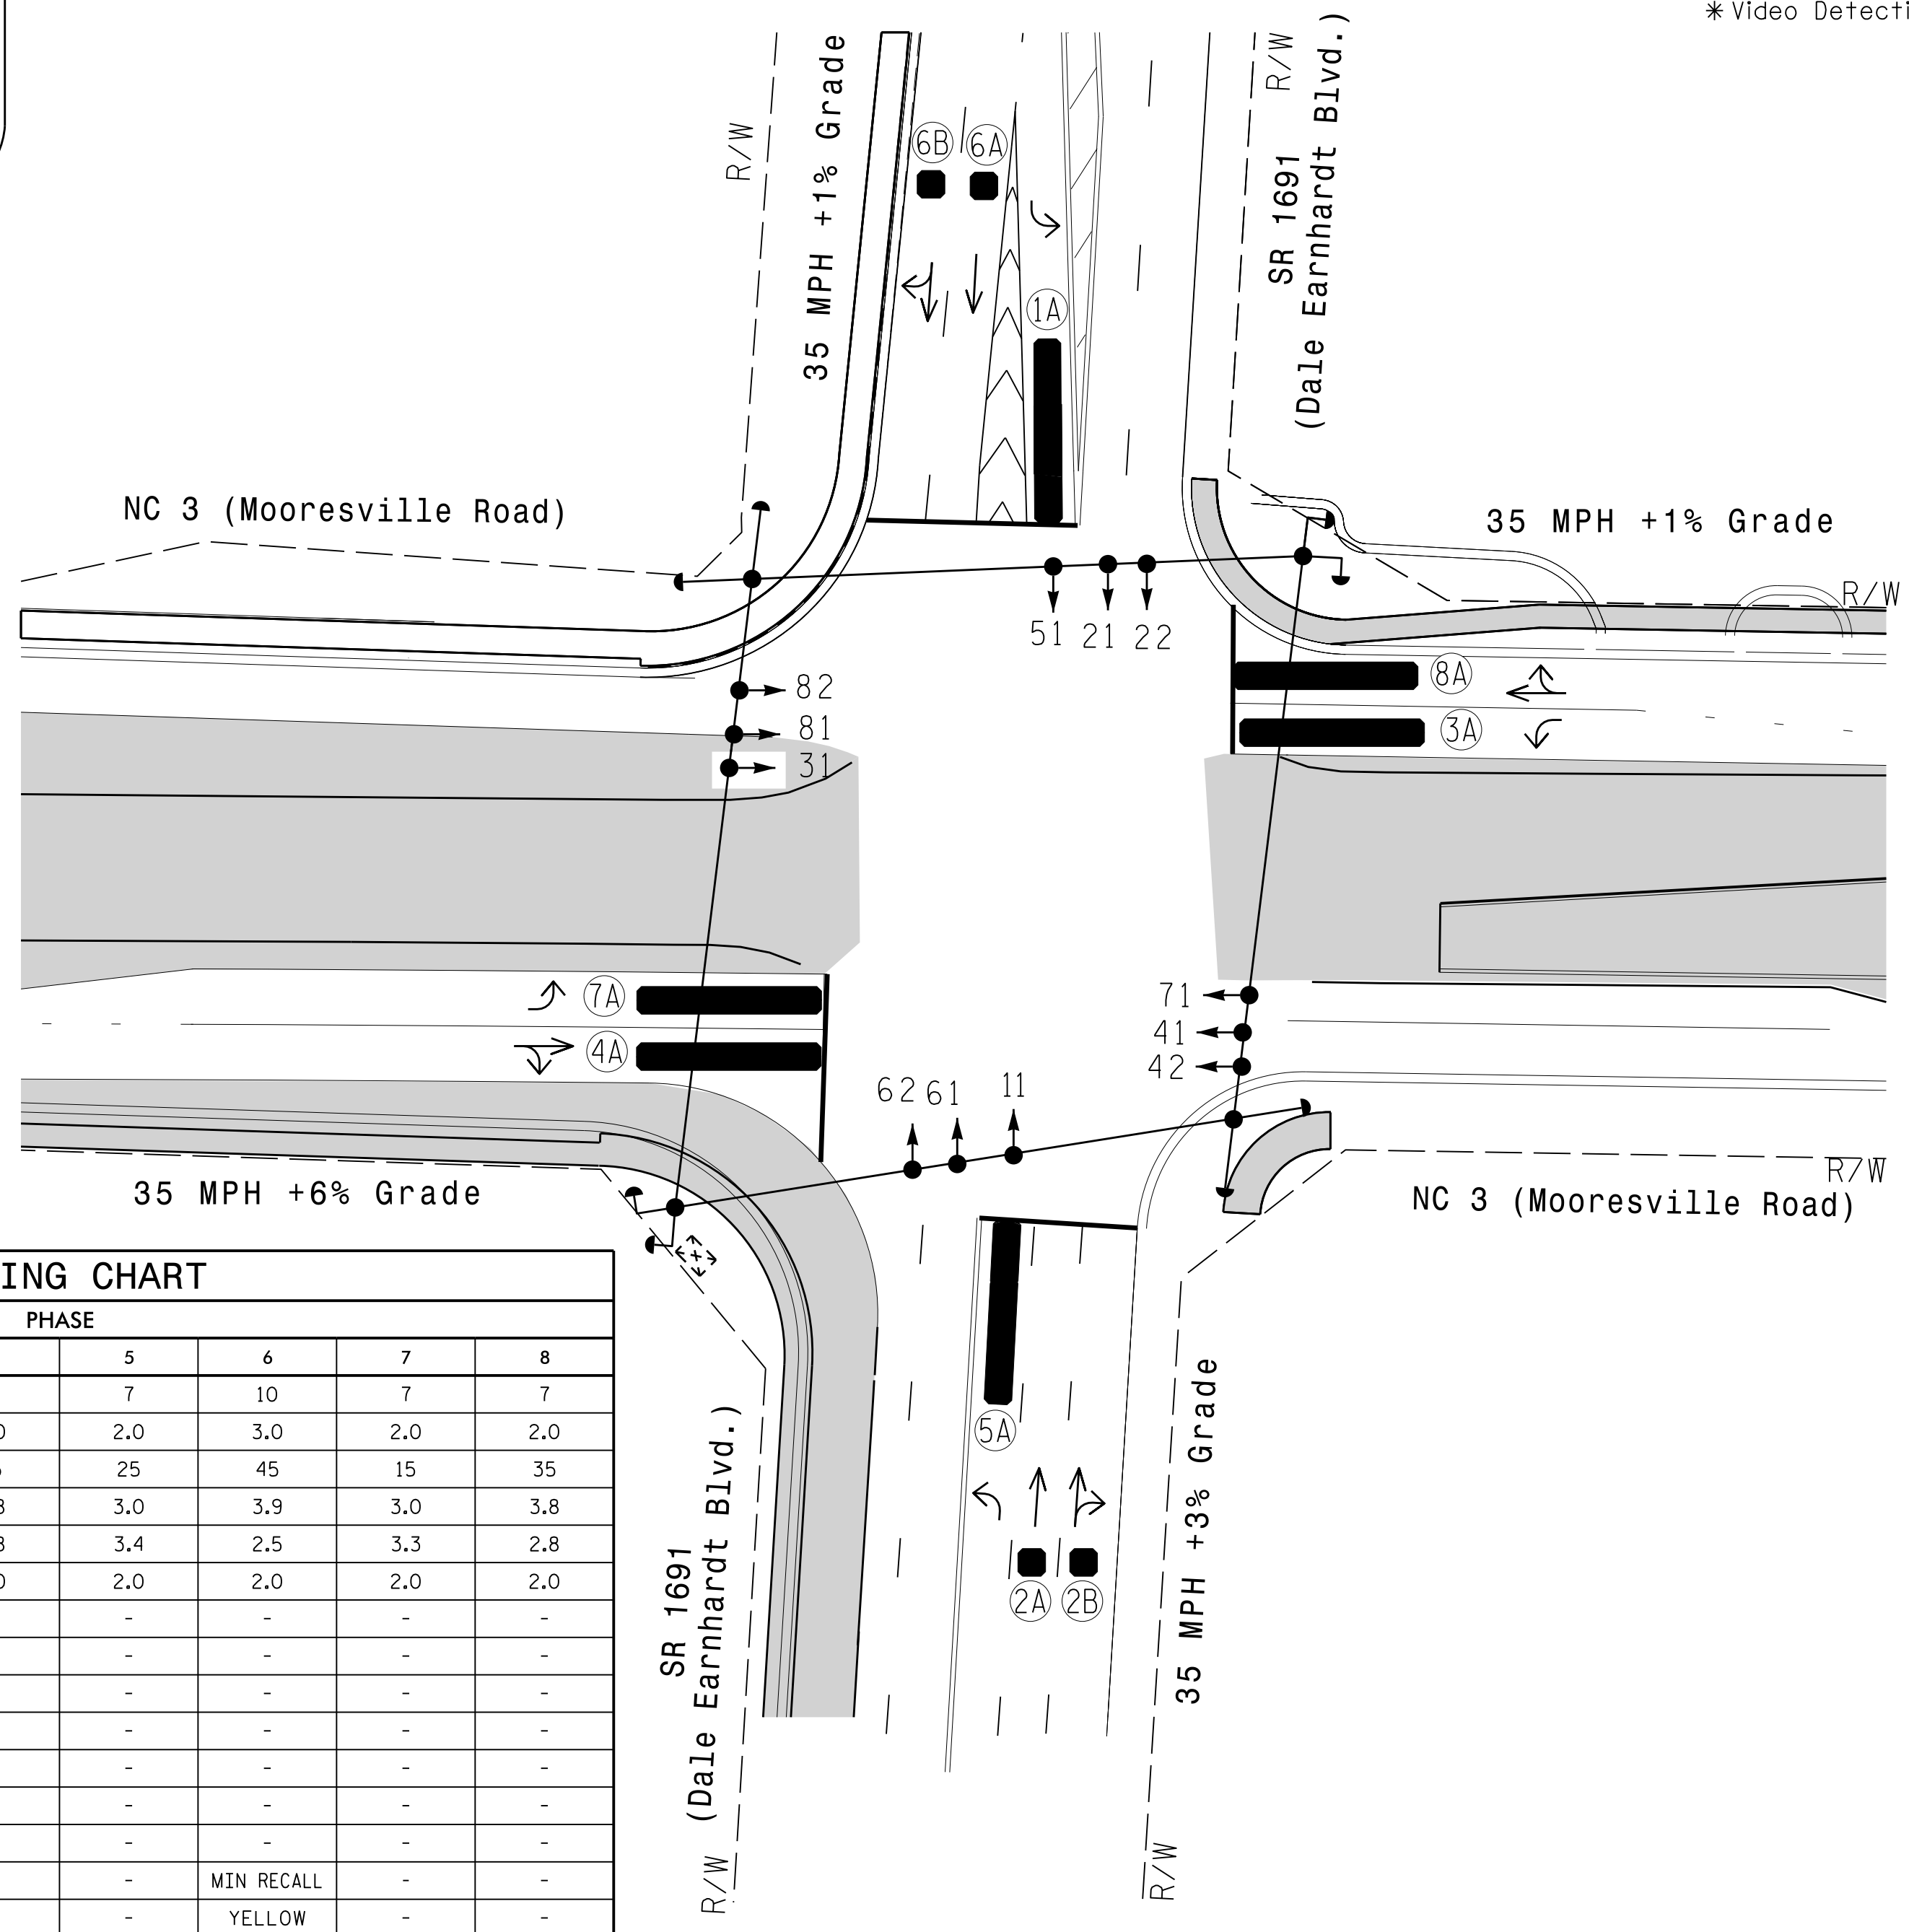 * Video Detecti
35 MPH +1% Grade
R/W
R/W
SR 1691
(Dale Earnhardt Blvd.)
6B 6A
1A
NC 3 (Mooresville Road)
35 MPH +1% Grade
R/W
51 21 22
82
81
31
8A
3A
7A
4A
71
41
42
62 61 11
35 MPH +6% Grade
R/W
NC 3 (Mooresville Road)
5A
2A 2B
35 MPH +3% Grade
SR 1691
(Dale Earnhardt Blvd.)
R/W
R/W
ING CHART
PHASE
5 6 7 8
7 10 7 7
2.0 3.0 2.0 2.0
25 45 15 35
3.0 3.9 3.0 3.8
3.4 2.5 3.3 2.8
2.0 2.0 2.0 2.0
- - - -
- - - -
- - - -
- - - -
- - - -
- - - -
- - - -
- MIN RECALL - -
- YELLOW - -